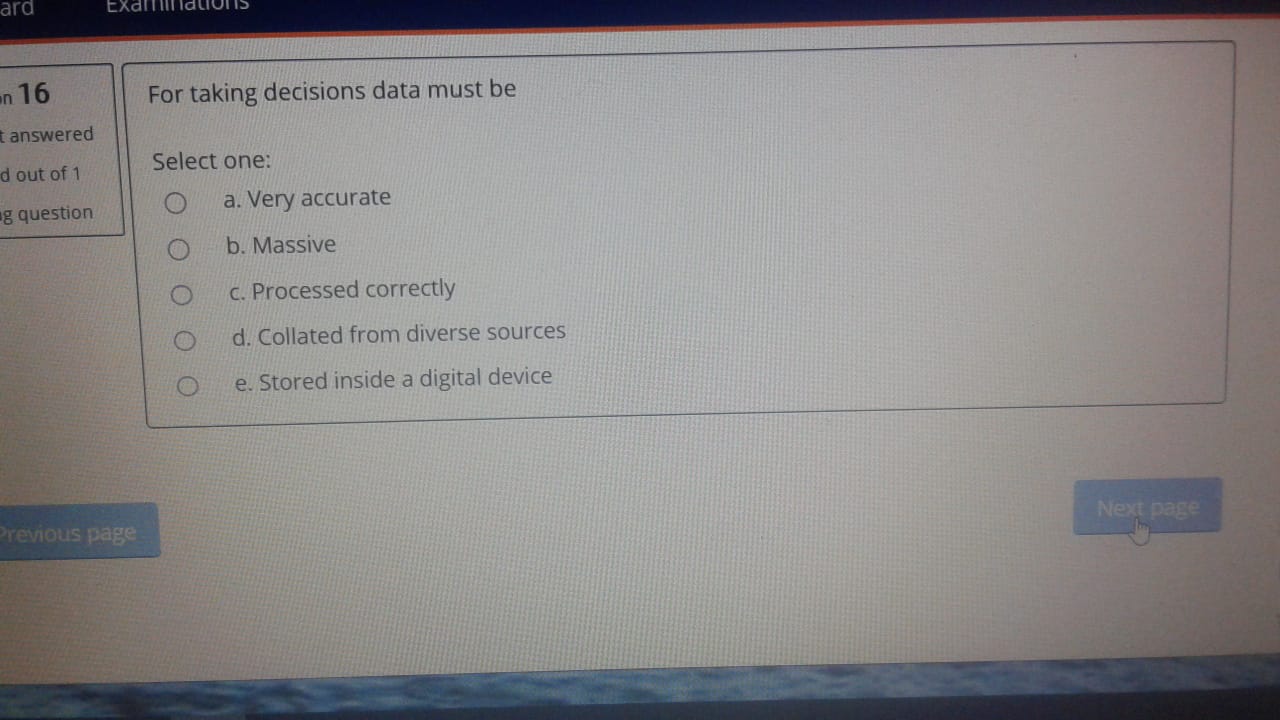 Examinations
16
answered
For taking decisions data must be
out of 1
question
Select one:
a. Very accurate
b. Massive
c. Processed correctly
d. Collated from diverse sources
e. Stored inside a digital device
Previous page
Next page